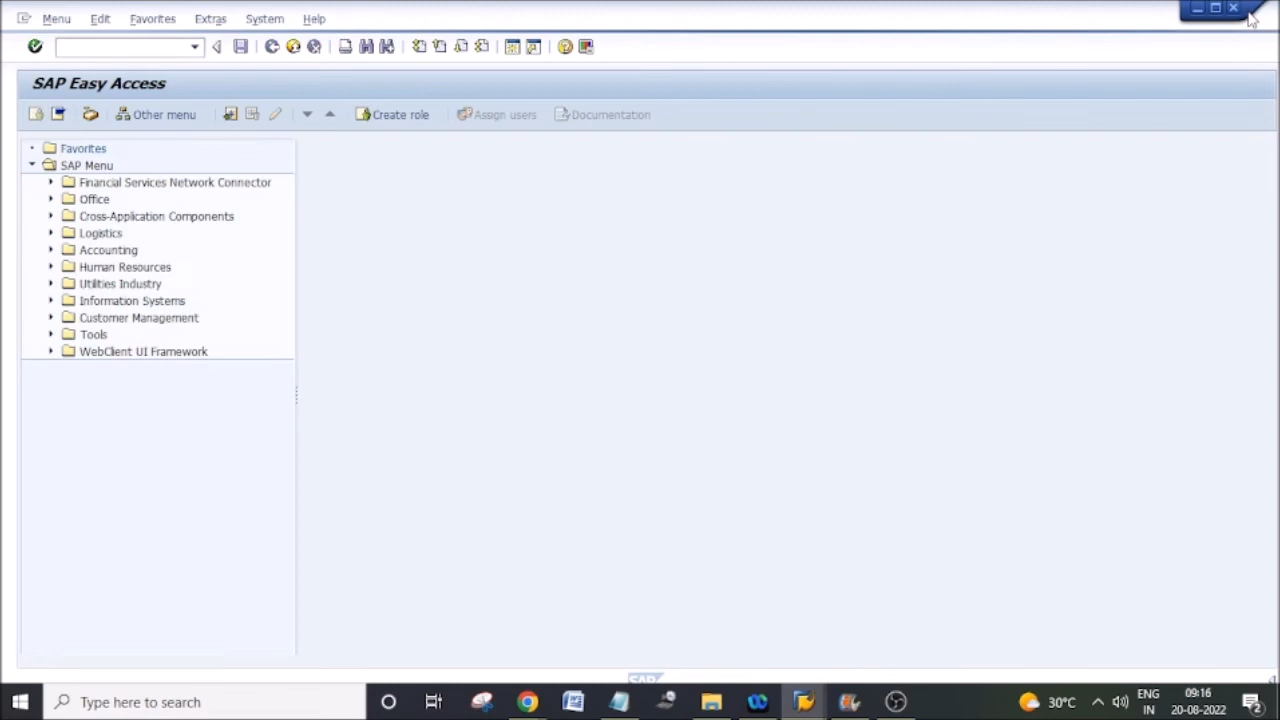 Menu Edit Favorites Extras System Help
SAP Easy Access
Other menu Create role Assign users Documentation
Favorites
SAP Menu
Financial Services Network Connector
Office
Cross-Application Components
Logistics
Accounting
Human Resources
Utilities Industry
Information Systems
Customer Management
Tools
WebClient UI Framework
SAP
Type here to search
30°C
ENG
IN
09:16
20-08-2022
2